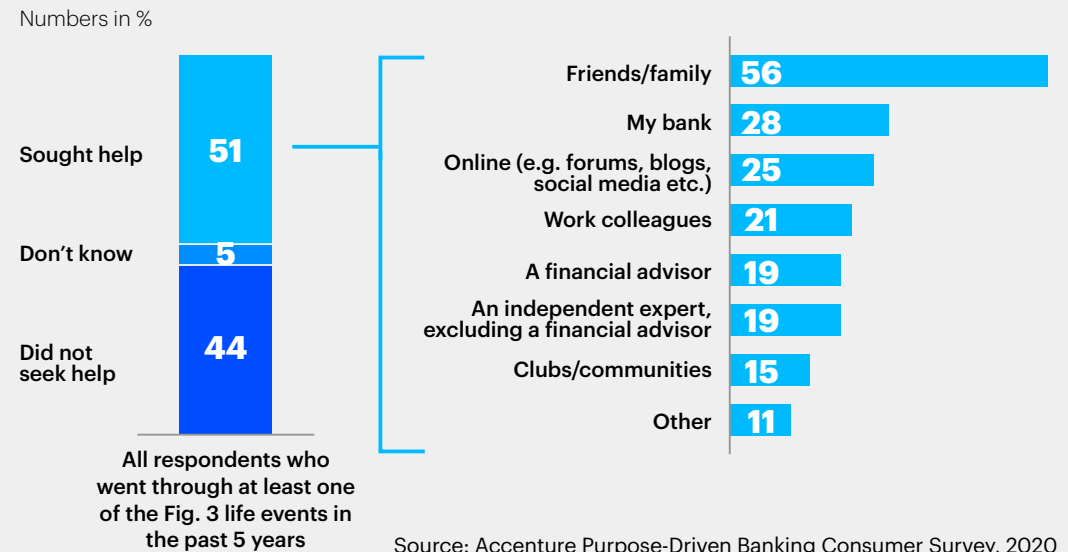 Numbers in %
Sought help
51
Don't know
5
Did not
seek help
44
All respondents who
went through at least one
of the Fig. 3 life events in
the past 5 years
Friends/family
56
My bank
28
Online (e.g. forums, blogs,
social media etc.)
25
Work colleagues
21
A financial advisor
19
An independent expert,
excluding a financial advisor
19
Clubs/communities
15
Other
11
Source: Accenture Purpose-Driven Banking Consumer Survey, 2020